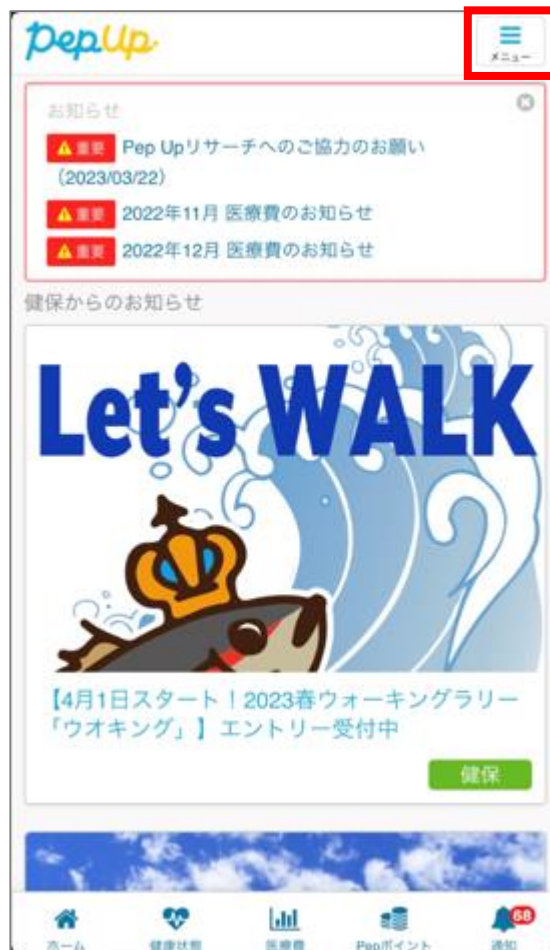 PepUp
メニュー
お知らせ
重要 Pep Upリサーチへのご協力のお願い
（2023/03/22）
重要 2022年11月 医療費のお知らせ
重要 2022年12月 医療費のお知らせ
健保からのお知らせ
Let's WALK
【4月1日スタート！2023春ウォーキングラリー
「ウオキング」】エントリー受付中
健保
68
ホーム 健康状態 医療費 Pepポイント 通知